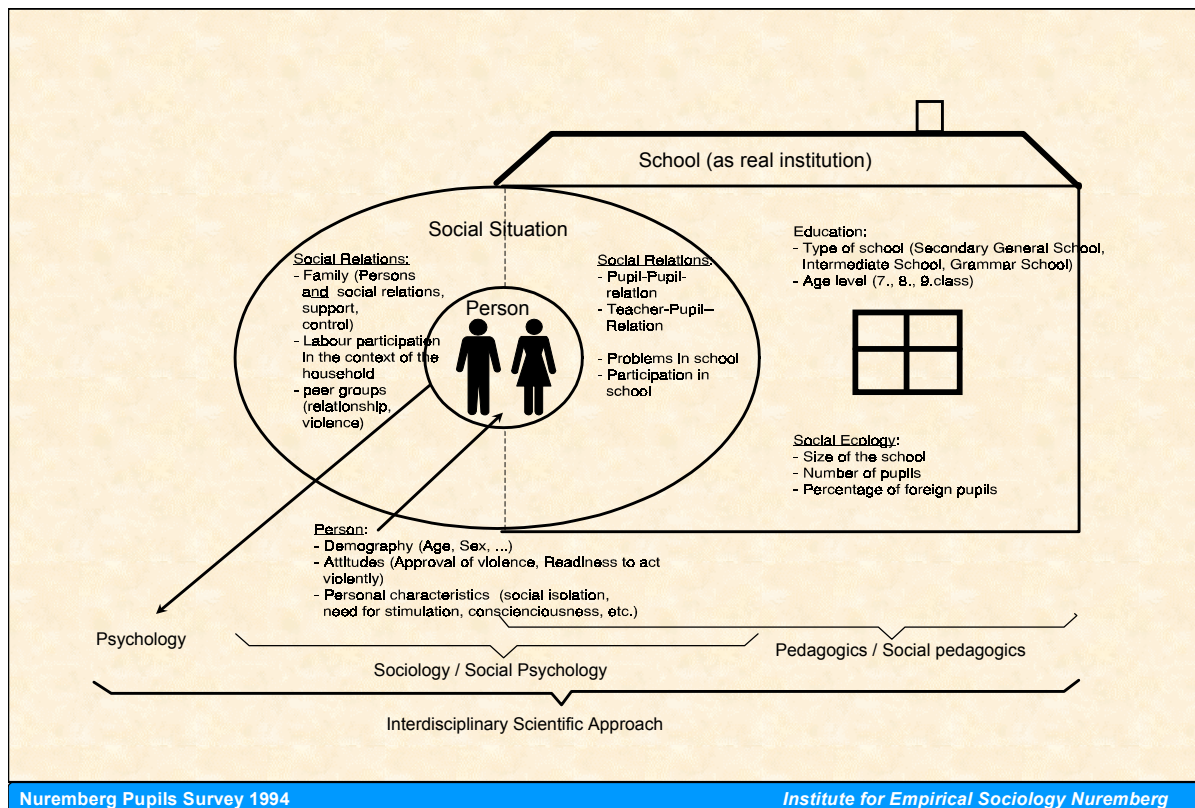 School (as real institution)
Social Situation
Social Relations:
- Family (Persons
and social relations,
support,
control)
- Labour participation
In the context of the
household
- peer groups
(relationship,
violence)
Person
Social Relations:
- Pupil-Pupil-
relation
- Teacher-Pupil–
Relation
- Problems In school
- Participation in
school
Education:
- Type of school (Secondary General School,
Intermediate School, Grammar School)
- Age level (7., 8., 9.class)
Social Ecology:
- Size of the school
- Number of pupils
- Percentage of foreign pupils
Person:
- Demography (Age, Sex, ...)
- Attitudes (Approval of violence, Readiness to act
violently)
- Personal characteristics (social isolation,
need for stimulation, conscienciousness, etc.)
Psychology
Sociology / Social Psychology
Pedagogics / Social pedagogics
Interdisciplinary Scientific Approach
Nuremberg Pupils Survey 1994
Institute for Empirical Sociology Nuremberg